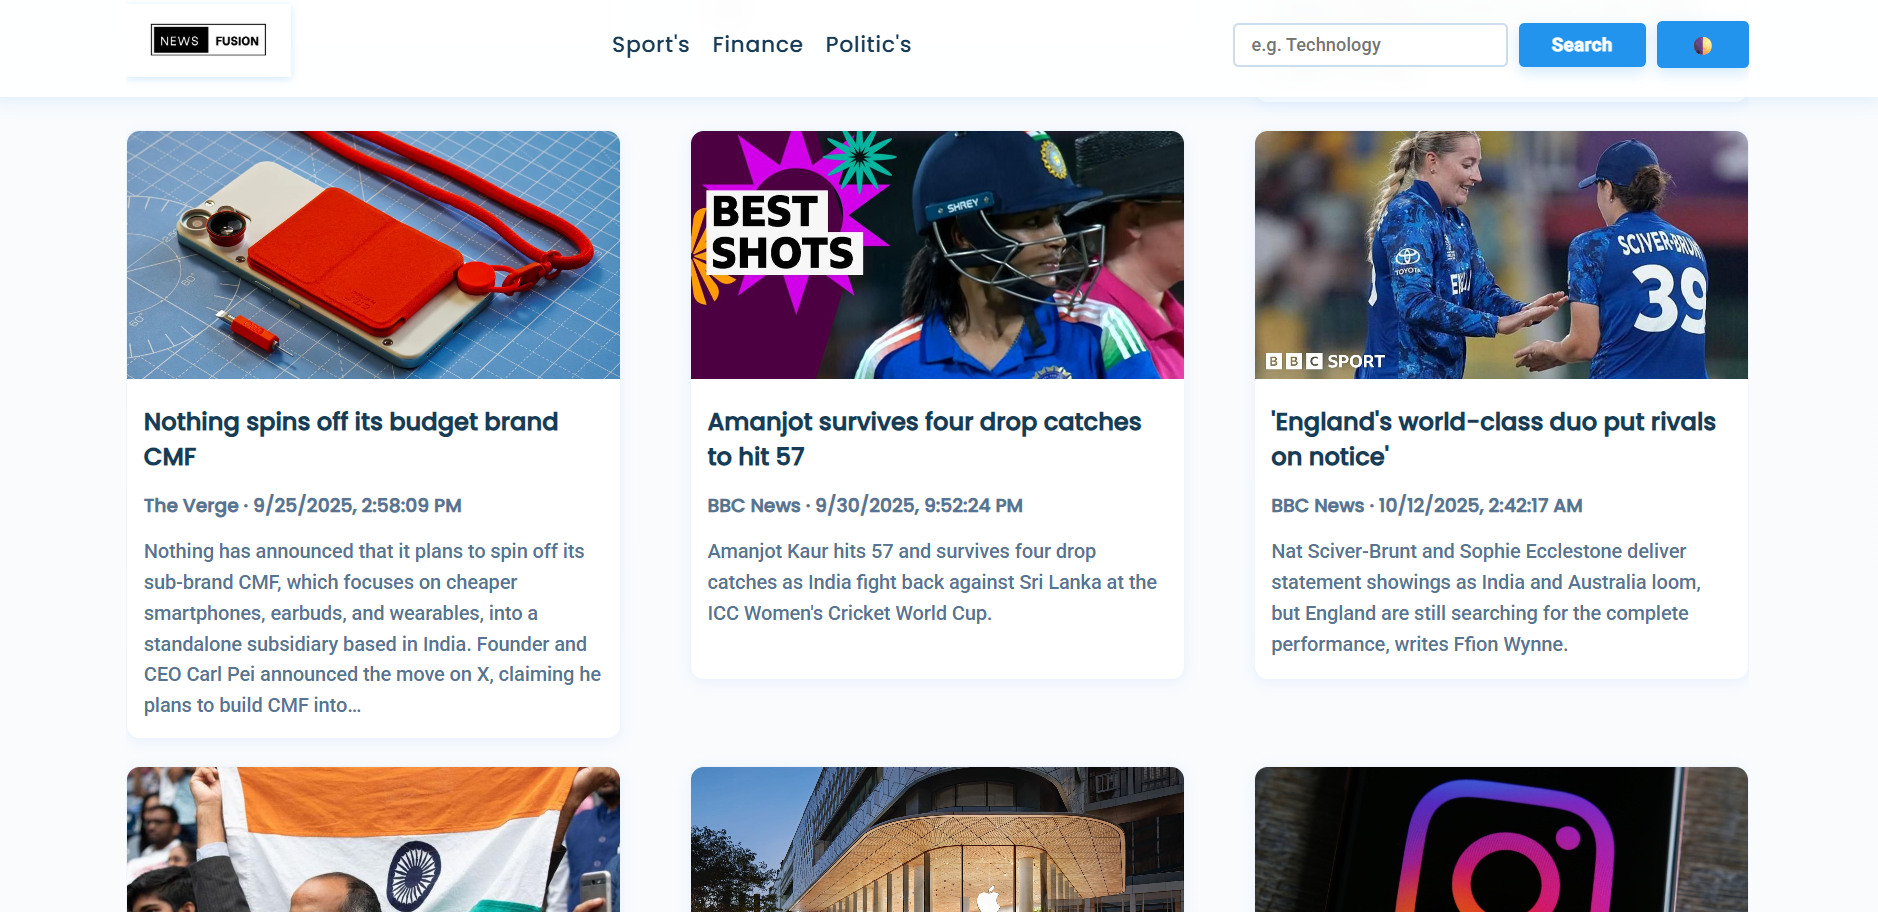 NEWS FUSION
Sport's Finance Politic's
e.g. Technology
Search
BEST
SHOTS
SHREY
TOYOTA
SCIVER-BRUN
39
BBC SPORT
Nothing spins off its budget brand
CMF
The Verge · 9/25/2025, 2:58:09 PM
Nothing has announced that it plans to spin off its
sub-brand CMF, which focuses on cheaper
smartphones, earbuds, and wearables, into a
standalone subsidiary based in India. Founder and
CEO Carl Pei announced the move on X, claiming he
plans to build CMF into…
Amanjot survives four drop catches
to hit 57
BBC News · 9/30/2025, 9:52:24 PM
Amanjot Kaur hits 57 and survives four drop
catches as India fight back against Sri Lanka at the
ICC Women's Cricket World Cup.
'England's world-class duo put rivals
on notice'
BBC News · 10/12/2025, 2:42:17 AM
Nat Sciver-Brunt and Sophie Ecclestone deliver
statement showings as India and Australia loom,
but England are still searching for the complete
performance, writes Ffion Wynne.